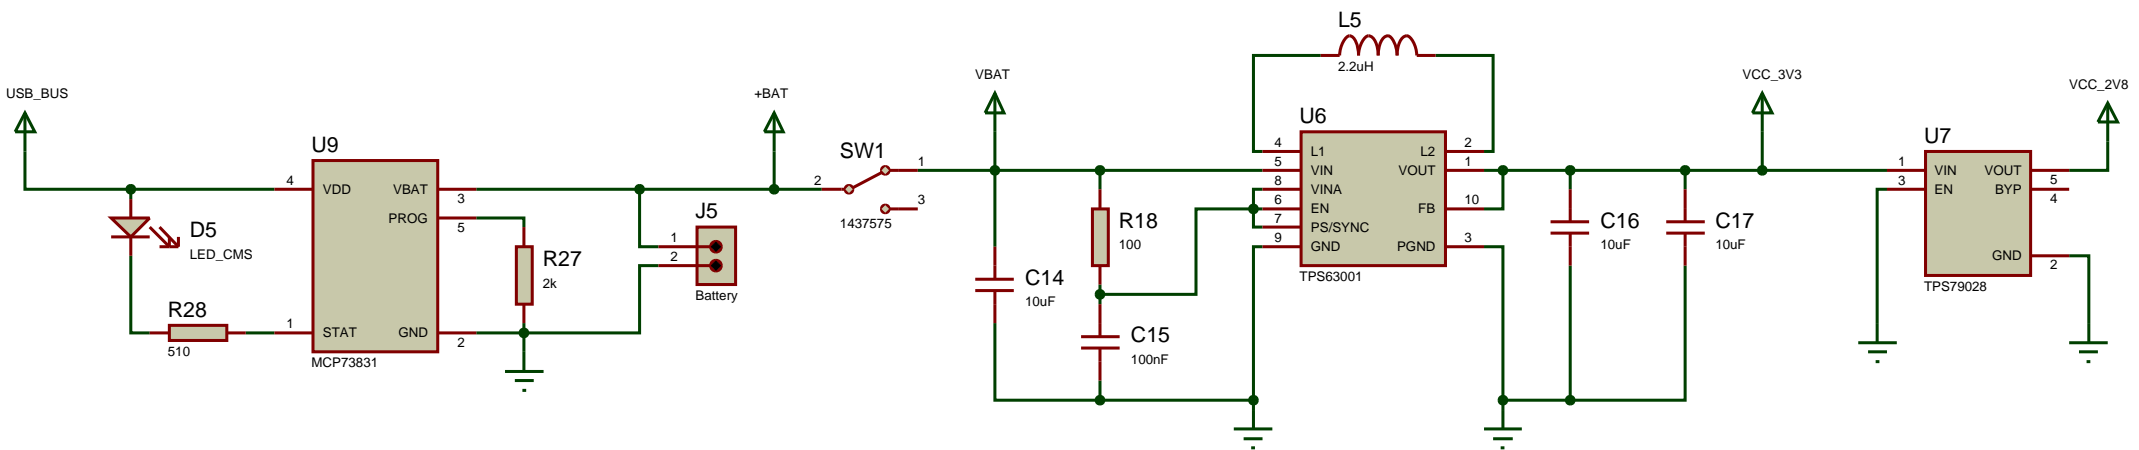 USB_BUS
U9
4
VDD
VBAT
3
PROG
5
1
STAT
GND
2
MCP73831
D5
LED_CMS
R28
510
R27
2k
+BAT
J5
1
2
Battery
SW1
2
1
3
1437575
VBAT
C14
10uF
R18
100
C15
100nF
L5
2.2uH
U6
4
L1
L2
2
5
VIN
VOUT
1
8
VINA
6
EN
FB
10
7
PS/SYNC
9
GND
PGND
3
TPS63001
C16
10uF
C17
10uF
VCC_3V3
U7
1
VIN
VOUT
5
3
EN
BYP
4
GND
2
TPS79028
VCC_2V8